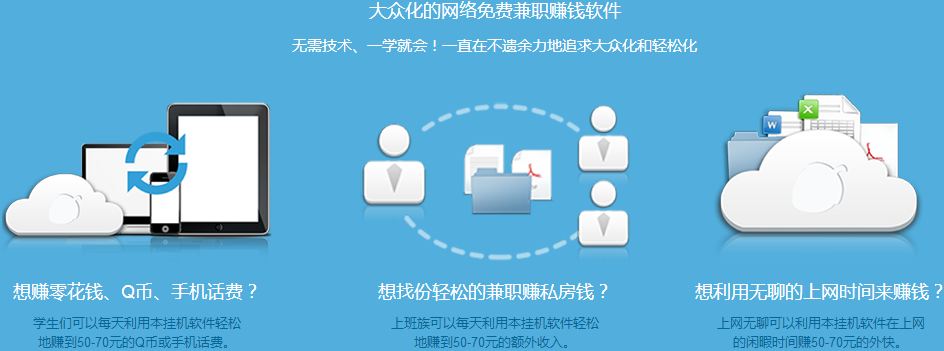 大众化的网络免费兼职赚钱软件
无需技术、一学就会！一直在不遗余力地追求大众化和轻松化
W
X
想赚零花钱、Q币、手机话费？
想找份轻松的兼职赚私房钱？
想利用无聊的上网时间来赚钱？
学生们可以每天利用本挂机软件轻松
地赚到50-70元的Q币或手机话费。
上班族可以每天利用本挂机软件轻松
地赚到50-70元的额外收入。
上网无聊可以利用本挂机软件在上网
的闲暇时间赚50-70元的外快。